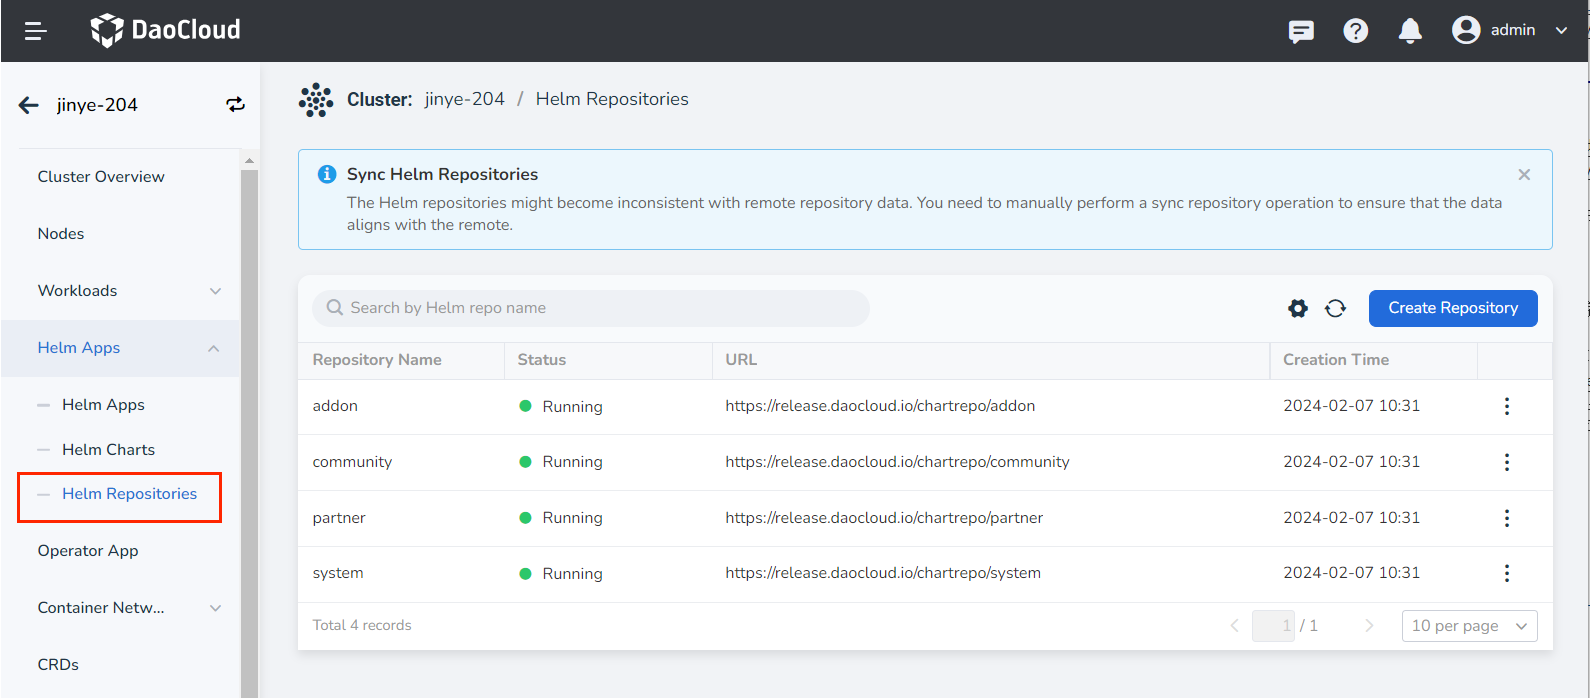 DaoCloud
admin
jinye-204
Cluster: jinye-204 / Helm Repositories
Cluster Overview
Nodes
Workloads
Helm Apps
Helm Apps
Helm Charts
Helm Repositories
Operator App
Container Netw...
CRDs
Sync Helm Repositories
The Helm repositories might become inconsistent with remote repository data. You need to manually perform a sync repository operation to ensure that the data
aligns with the remote.
Search by Helm repo name
Create Repository
Repository Name Status URL Creation Time
addon Running https://release.daocloud.io/chartrepo/addon 2024-02-07 10:31
community Running https://release.daocloud.io/chartrepo/community 2024-02-07 10:31
partner Running https://release.daocloud.io/chartrepo/partner 2024-02-07 10:31
system Running https://release.daocloud.io/chartrepo/system 2024-02-07 10:31
Total 4 records
1 / 1
10 per page